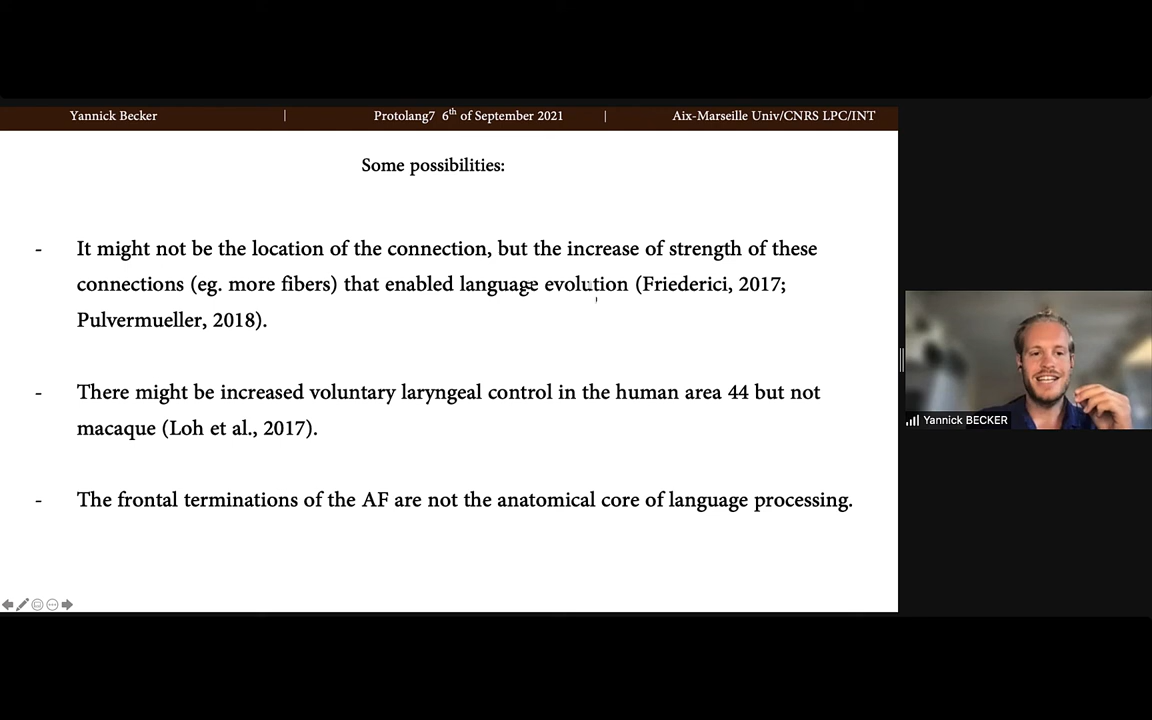 Yannick Becker | Protolang7 6th of September 2021 | Aix-Marseille Univ/CNRS LPC/INT
Some possibilities:
- It might not be the location of the connection, but the increase of strength of these
connections (eg. more fibers) that enabled language evolution (Friederici, 2017;
Pulvermueller, 2018).
- There might be increased voluntary laryngeal control in the human area 44 but not
macaque (Loh et al., 2017).
- The frontal terminations of the AF are not the anatomical core of language processing.
Yannick BECKER